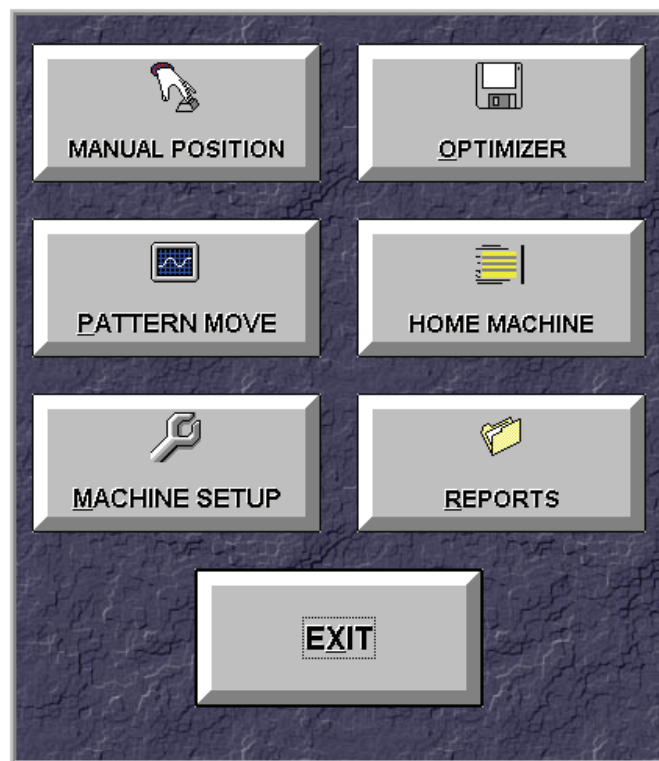 MANUAL POSITION
OPTIMIZER
PATTERN MOVE
HOME MACHINE
MACHINE SETUP
REPORTS
EXIT